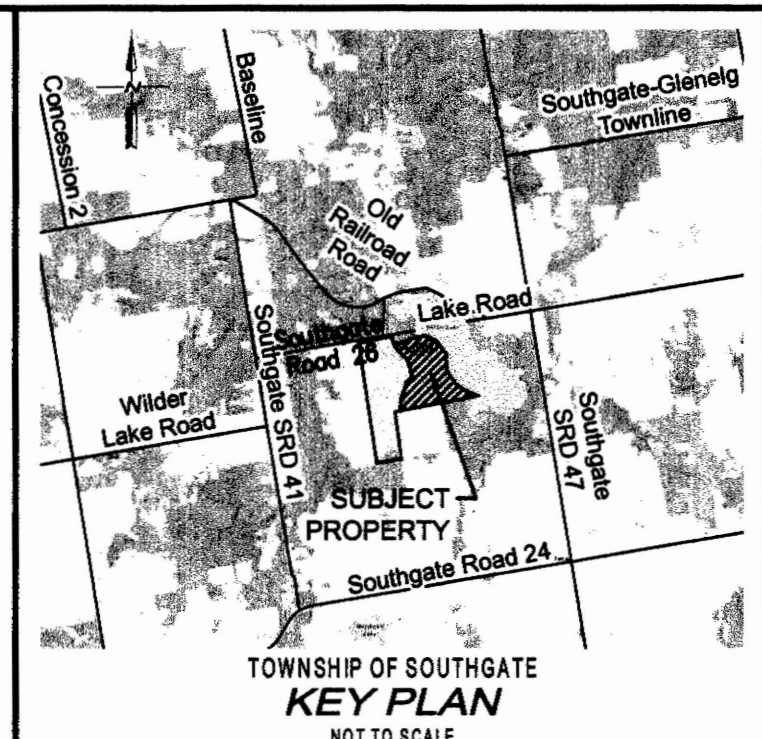 Concession 2
N
Baseline
Southgate-Glenelg
Townline
Old
Railroad
Road
Lake Road
Southgate
Road 26
Southgate SRD 41
Wilder
Lake Road
Southgate
SRD 47
SUBJECT
PROPERTY
Southgate Road 24
TOWNSHIP OF SOUTHGATE
KEY PLAN
NOT TO SCALE